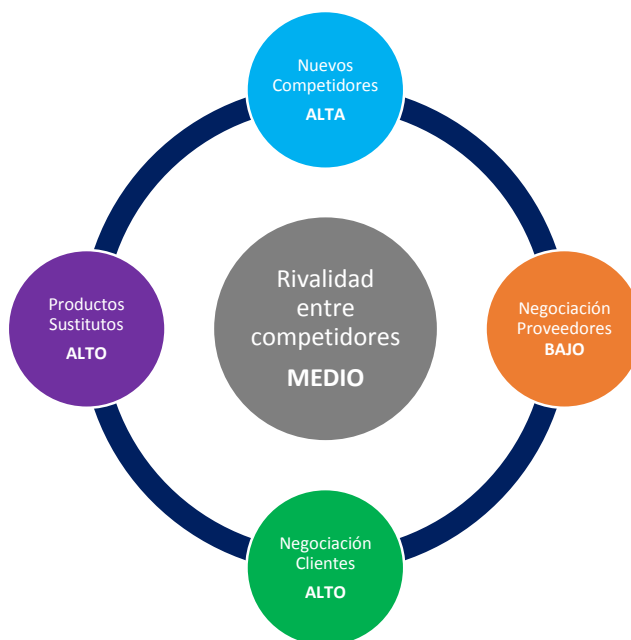 Nuevos
Competidores
ALTA
Productos
Sustitutos
ALTO
Rivalidad
entre
competidores
MEDIO
Negociación
Proveedores
BAJO
Negociación
Clientes
ALTO